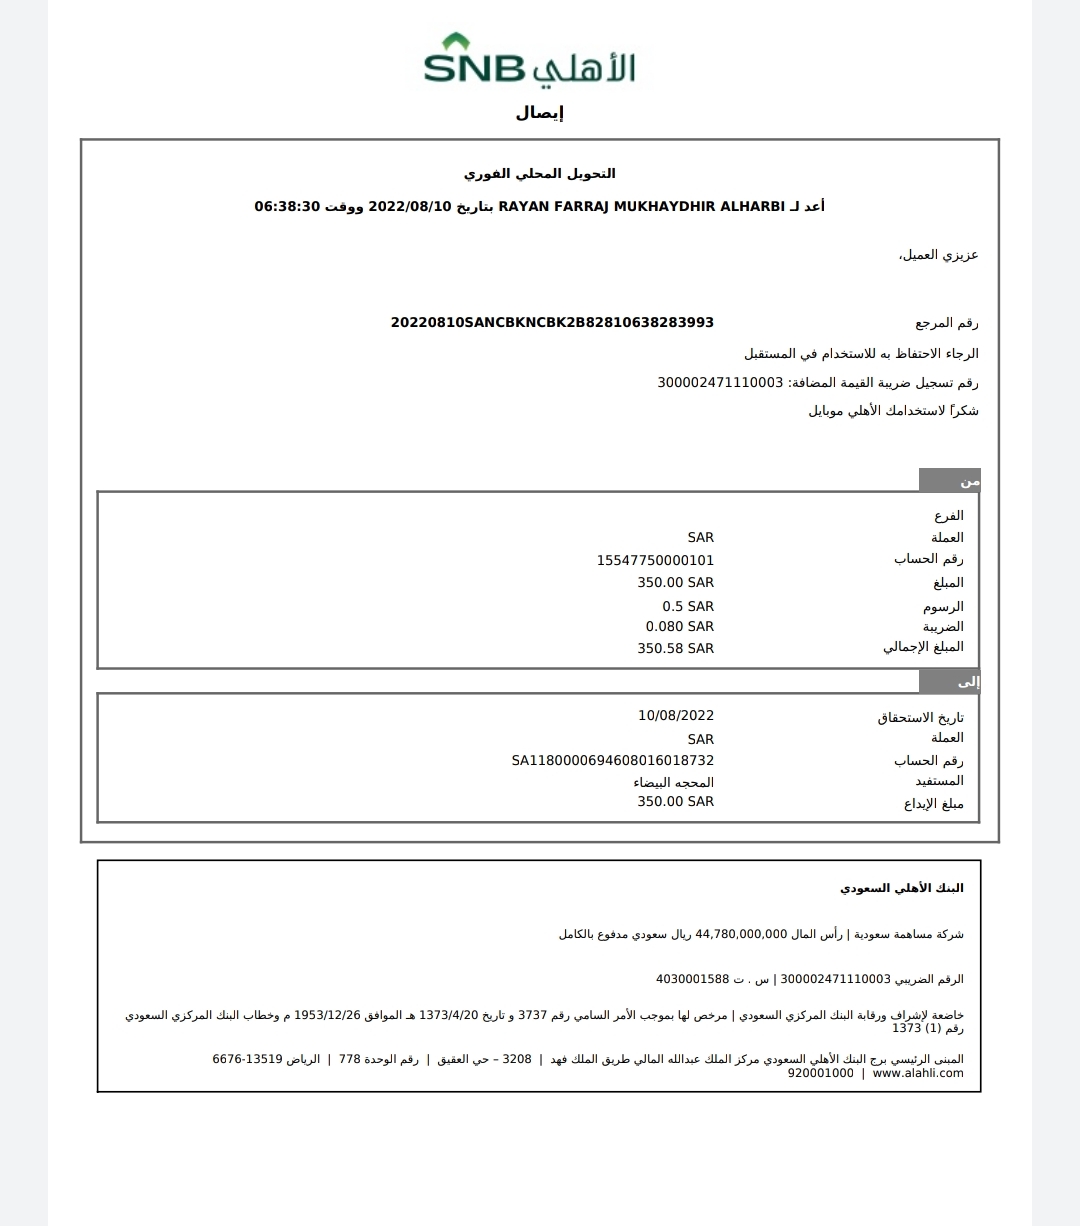 SNB الأهلي
إيصال
التحويل المحلي الفوري
أعد لـ RAYAN FARRAJ MUKHAYDHIR ALHARBI بتاريخ 2022/08/10 ووقت 06:38:30
عزيزي العميل،
رقم المرجع 20220810SANCBKNCBK2B82810638283993
الرجاء الاحتفاظ به للاستخدام في المستقبل
رقم تسجيل ضريبة القيمة المضافة: 300002471110003
شكراً لاستخدامك الأهلي موبايل
من
الفرع
العملة SAR
رقم الحساب 15547750000101
المبلغ 350.00 SAR
الرسوم 0.5 SAR
الضريبة 0.080 SAR
المبلغ الإجمالي 350.58 SAR
إلى
تاريخ الاستحقاق 10/08/2022
العملة SAR
رقم الحساب SA1180000694608016018732
المستفيد المحجه البيضاء
مبلغ الإيداع 350.00 SAR
البنك الأهلي السعودي
شركة مساهمة سعودية | رأس المال 44,780,000,000 ريال سعودي مدفوع بالكامل
الرقم الضريبي 300002471110003 | س . ت 4030001588
خاضعة لإشراف ورقابة البنك المركزي السعودي | مرخص لها بموجب الأمر السامي رقم 3737 و تاريخ 1373/4/20 هـ الموافق 1953/12/26 م وخطاب البنك المركزي السعودي
رقم (1) 1373
المبنى الرئيسي برج البنك الأهلي السعودي مركز الملك عبدالله المالي طريق الملك فهد | 3208 – حي العقيق | رقم الوحدة 778 | الرياض 13519-6676
920001000 | www.alahli.com